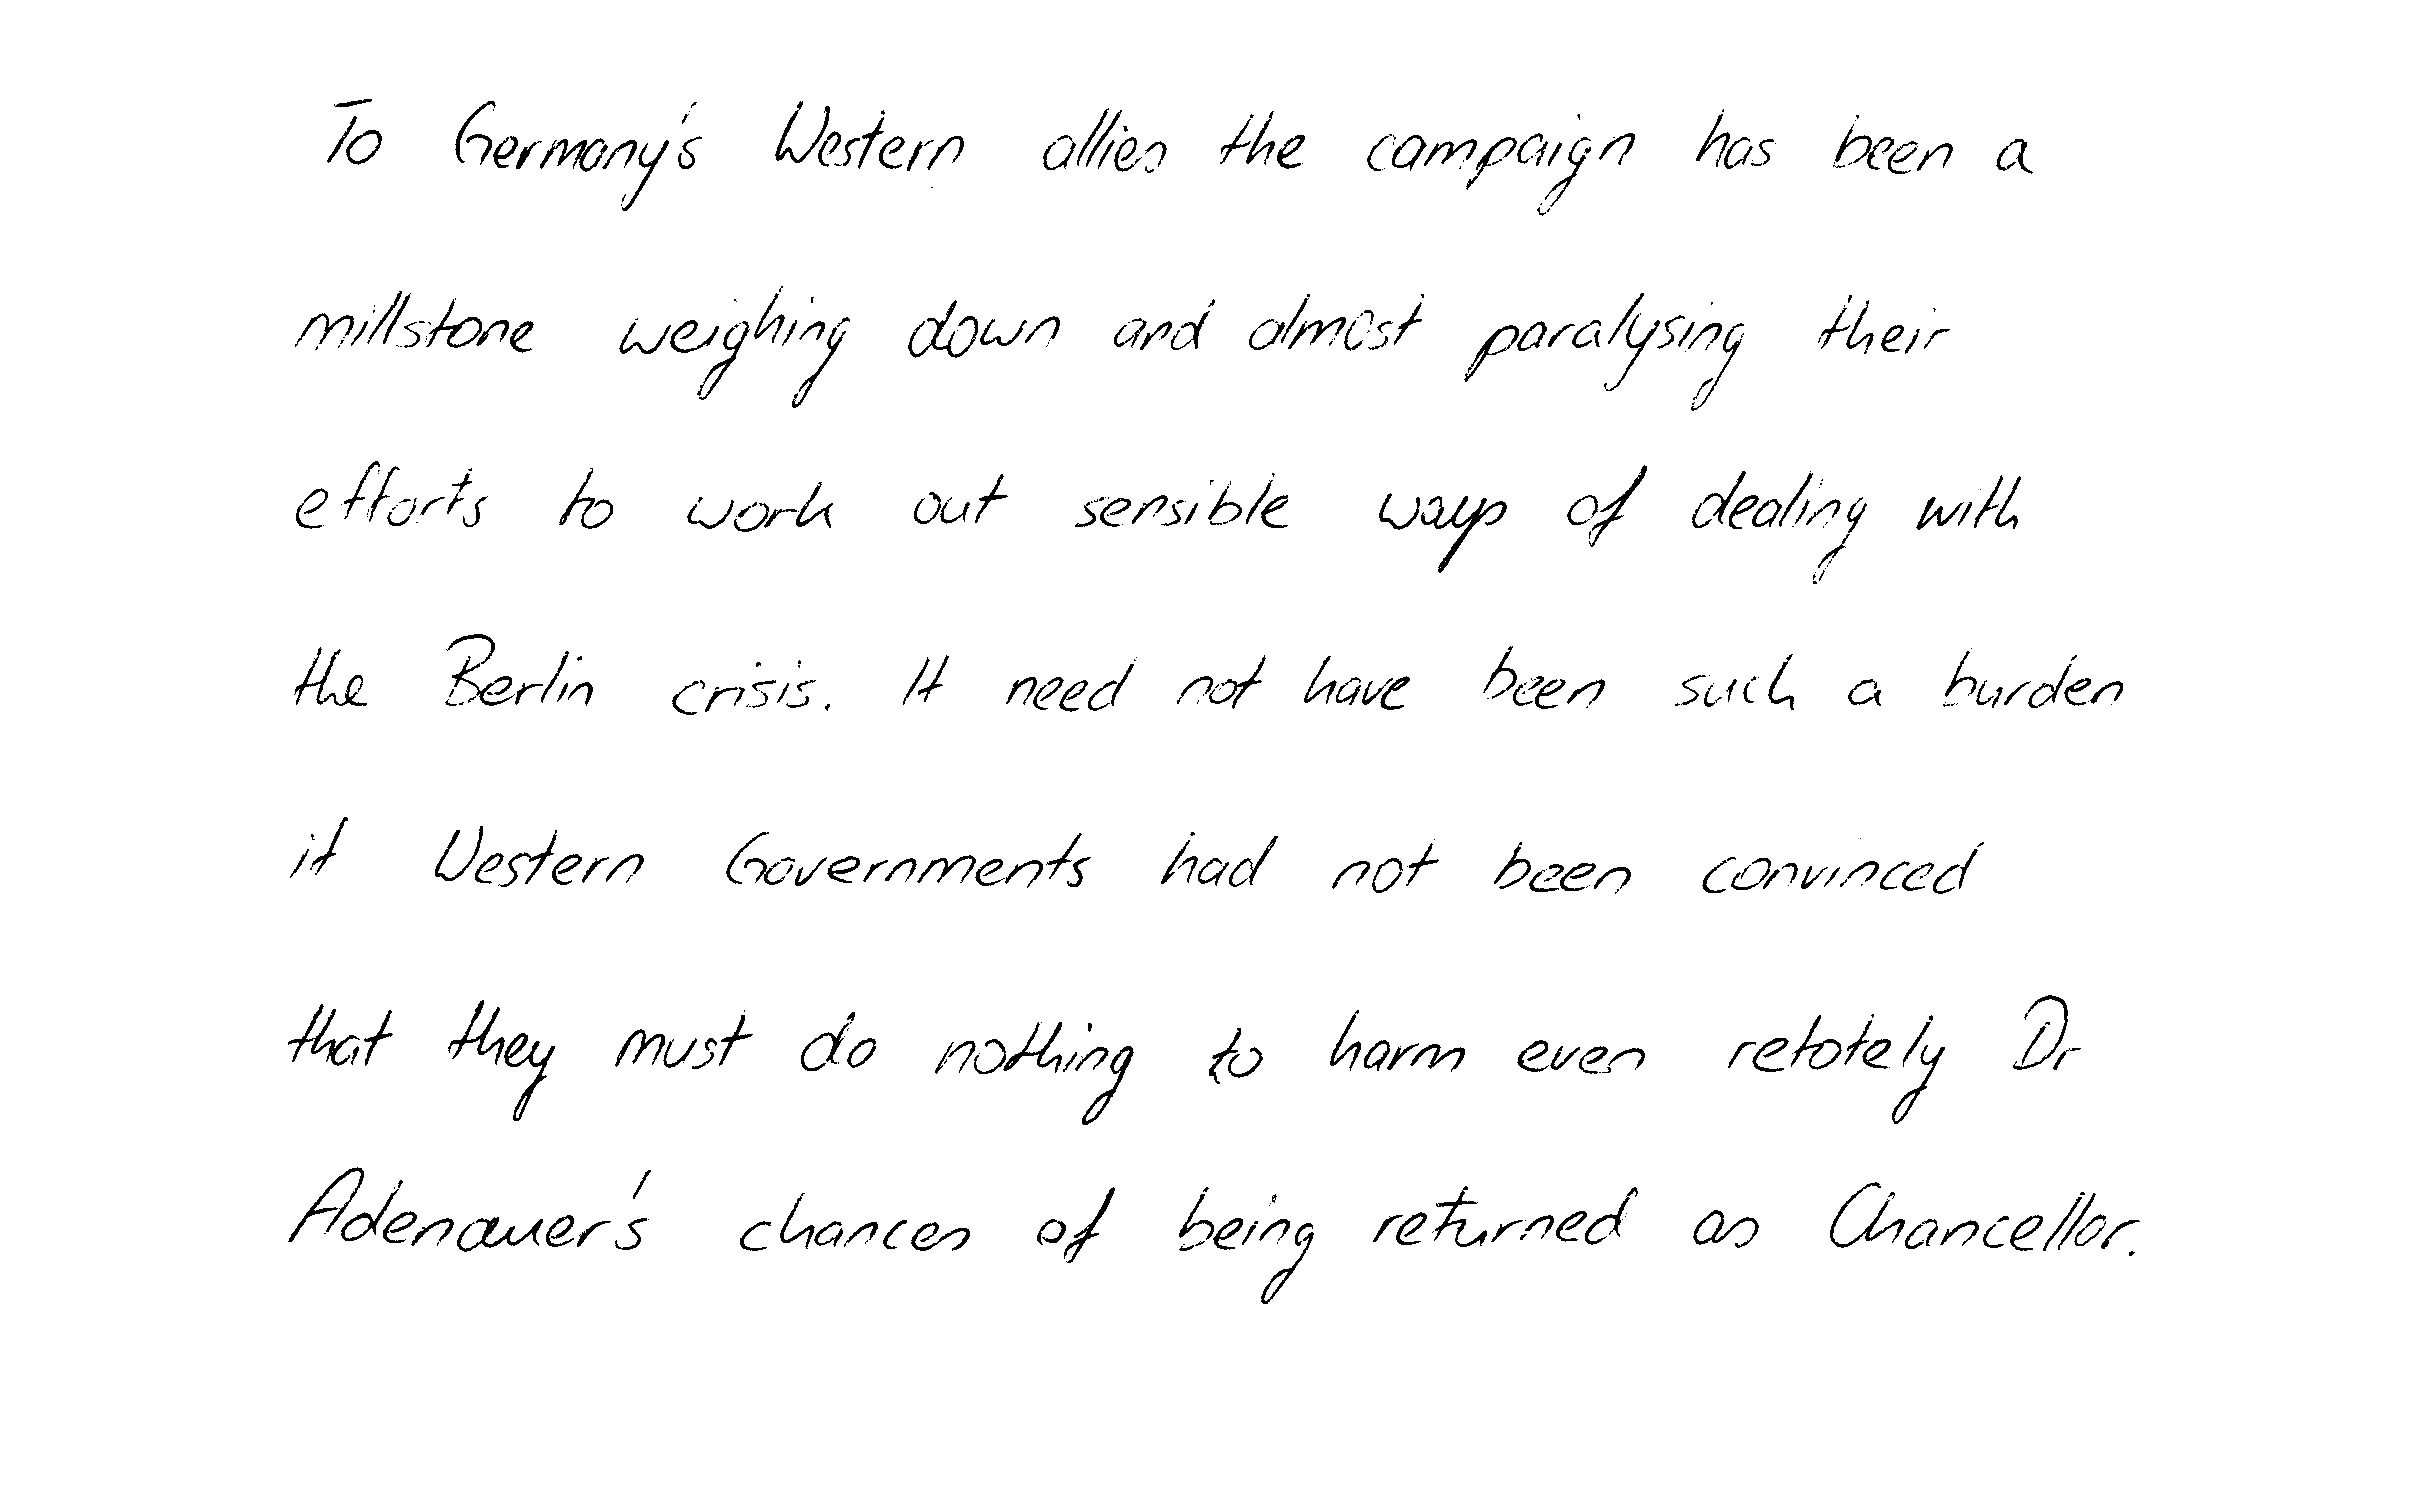 To Germany's Western allies the campaign has been a
millstone weighing down and almost paralysing their
efforts to work out sensible ways of dealing with
the Berlin crisis. It need not have been such a burden
if Western Governments had not been convinced
that they must do nothing to harm even retotely Dr
Adenauer's chances of being returned as Chancellor.